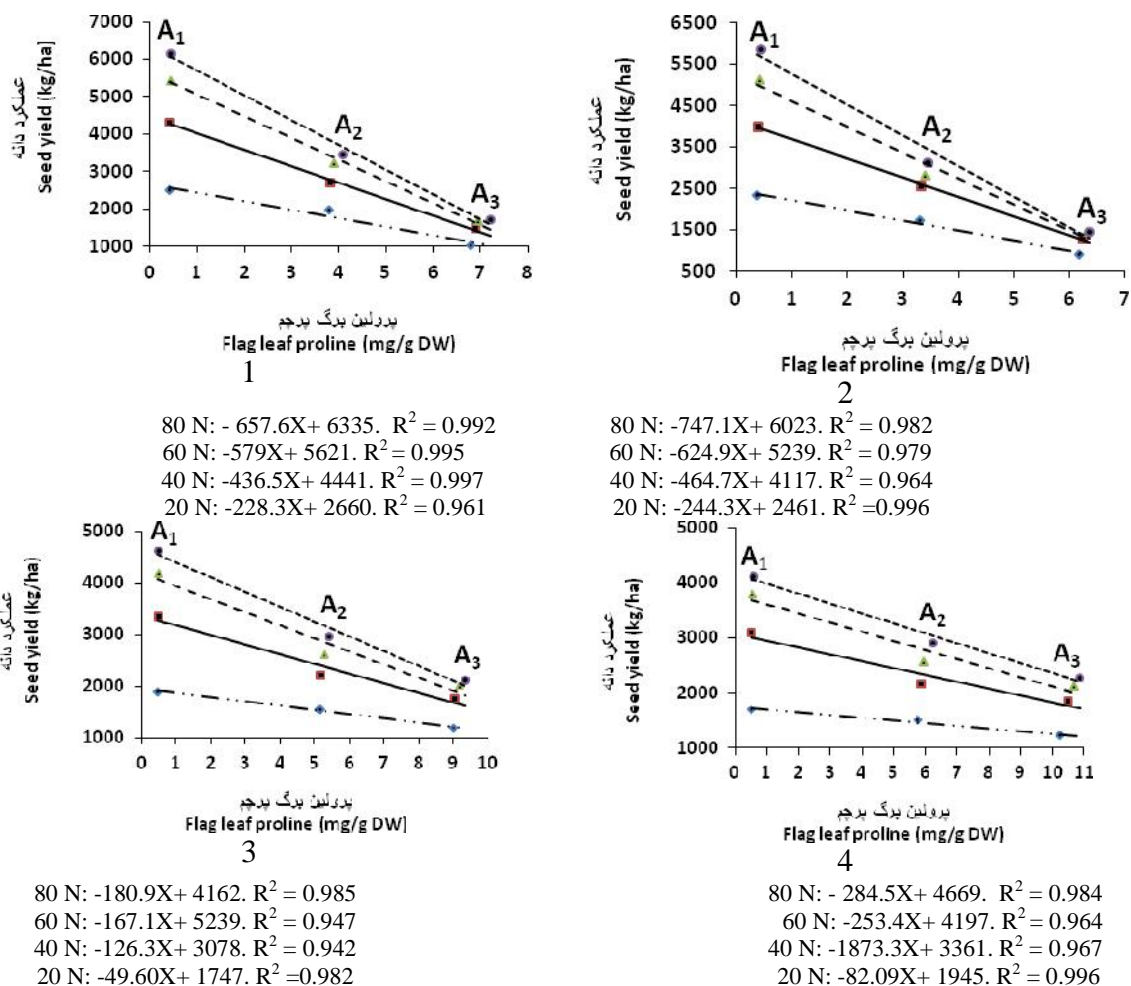 A1
A2
A3
7000
6000
5000
4000
3000
2000
1000
0 1 2 3 4 5 6 7 8
عملکرد دانه
Seed yield (kg/ha)
پرولین برگ پرچم
Flag leaf proline (mg/g DW)
1
80 N: - 657.6X+ 6335. R² = 0.992
60 N: -579X+ 5621. R² = 0.995
40 N: -436.5X+ 4441. R² = 0.997
20 N: -228.3X+ 2660. R² = 0.961
A1
A2
A3
6500
5500
4500
3500
2500
1500
500
0 1 2 3 4 5 6 7
عملکرد دانه
Seed yield (kg/ha)
پرولین برگ پرچم
Flag leaf proline (mg/g DW)
2
80 N: -747.1X+ 6023. R² = 0.982
60 N: -624.9X+ 5239. R² = 0.979
40 N: -464.7X+ 4117. R² = 0.964
20 N: -244.3X+ 2461. R² =0.996
A1
A2
A3
5000
4000
3000
2000
1000
0 1 2 3 4 5 6 7 8 9 10
عملکرد دانه
Seed yield (kg/ha)
پرولین برگ پرچم
Flag leaf proline (mg/g DW)
3
80 N: -180.9X+ 4162. R² = 0.985
60 N: -167.1X+ 5239. R² = 0.947
40 N: -126.3X+ 3078. R² = 0.942
20 N: -49.60X+ 1747. R² =0.982
A1
A2
A3
5000
4000
3000
2000
1000
0 1 2 3 4 5 6 7 8 9 10 11
عملکرد دانه
Seed yield (kg/ha)
پرولین برگ پرچم
Flag leaf proline (mg/g DW)
4
80 N: - 284.5X+ 4669. R² = 0.984
60 N: -253.4X+ 4197. R² = 0.964
40 N: -1873.3X+ 3361. R² = 0.967
20 N: -82.09X+ 1945. R² = 0.996